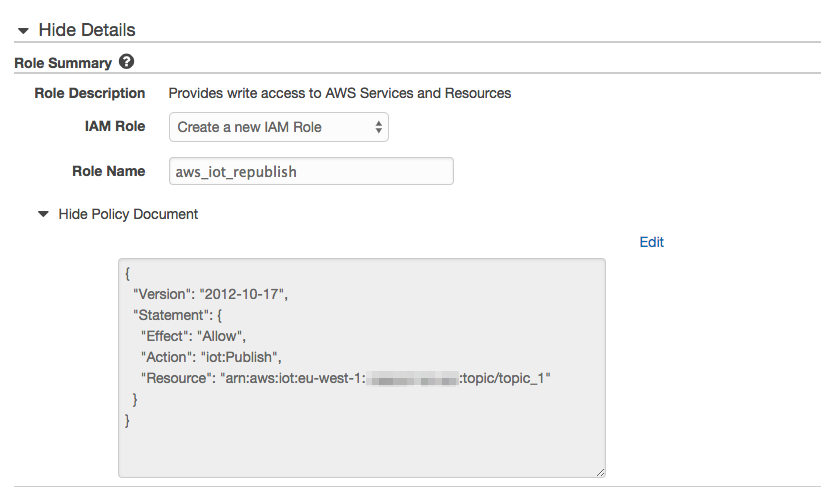 Hide Details
Role Summary ?
Role Description Provides write access to AWS Services and Resources
IAM Role Create a new IAM Role
Role Name aws_iot_republish
Hide Policy Document
Edit
{
"Version": "2012-10-17",
"Statement": {
"Effect": "Allow",
"Action": "iot:Publish",
"Resource": "arn:aws:iot:eu-west-1: :topic/topic_1"
}
}